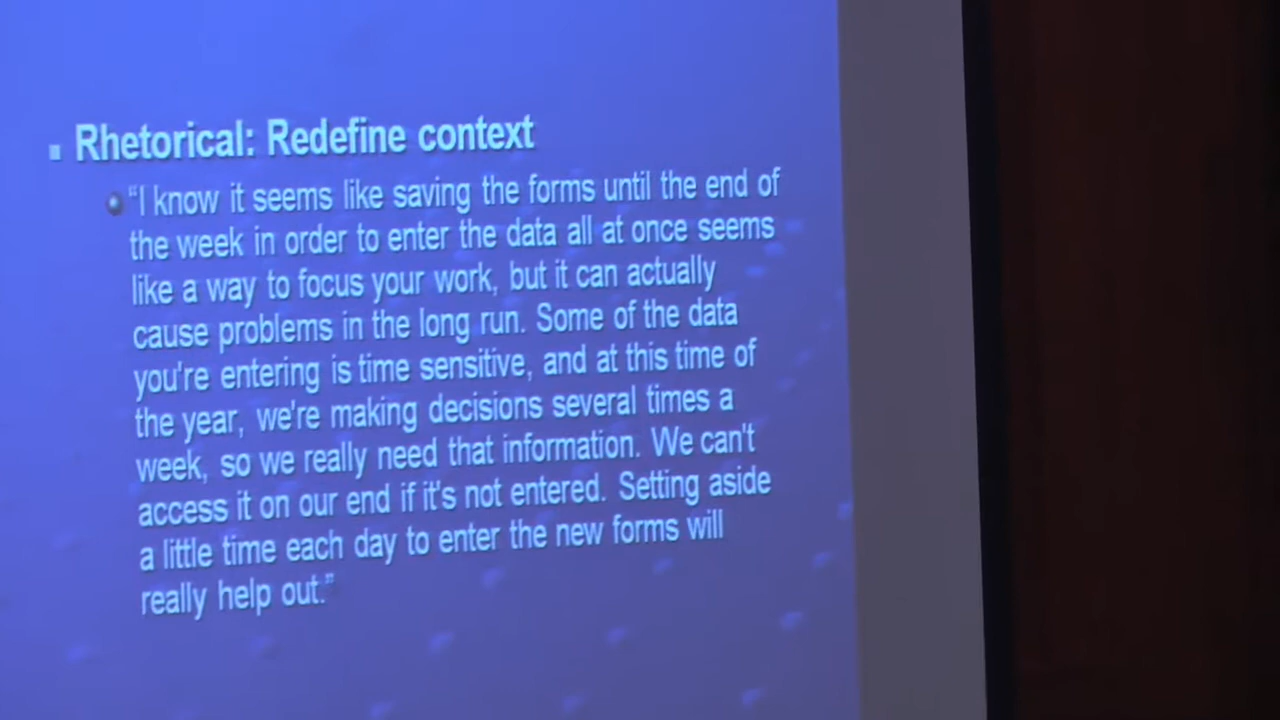 Rhetorical: Redefine context
“I know it seems like saving the forms until the end of
the week in order to enter the data all at once seems
like a way to focus your work, but it can actually
cause problems in the long run. Some of the data
you're entering is time sensitive, and at this time of
the year, we're making decisions several times a
week, so we really need that information. We can't
access it on our end if it's not entered. Setting aside
a little time each day to enter the new forms will
really help out.”